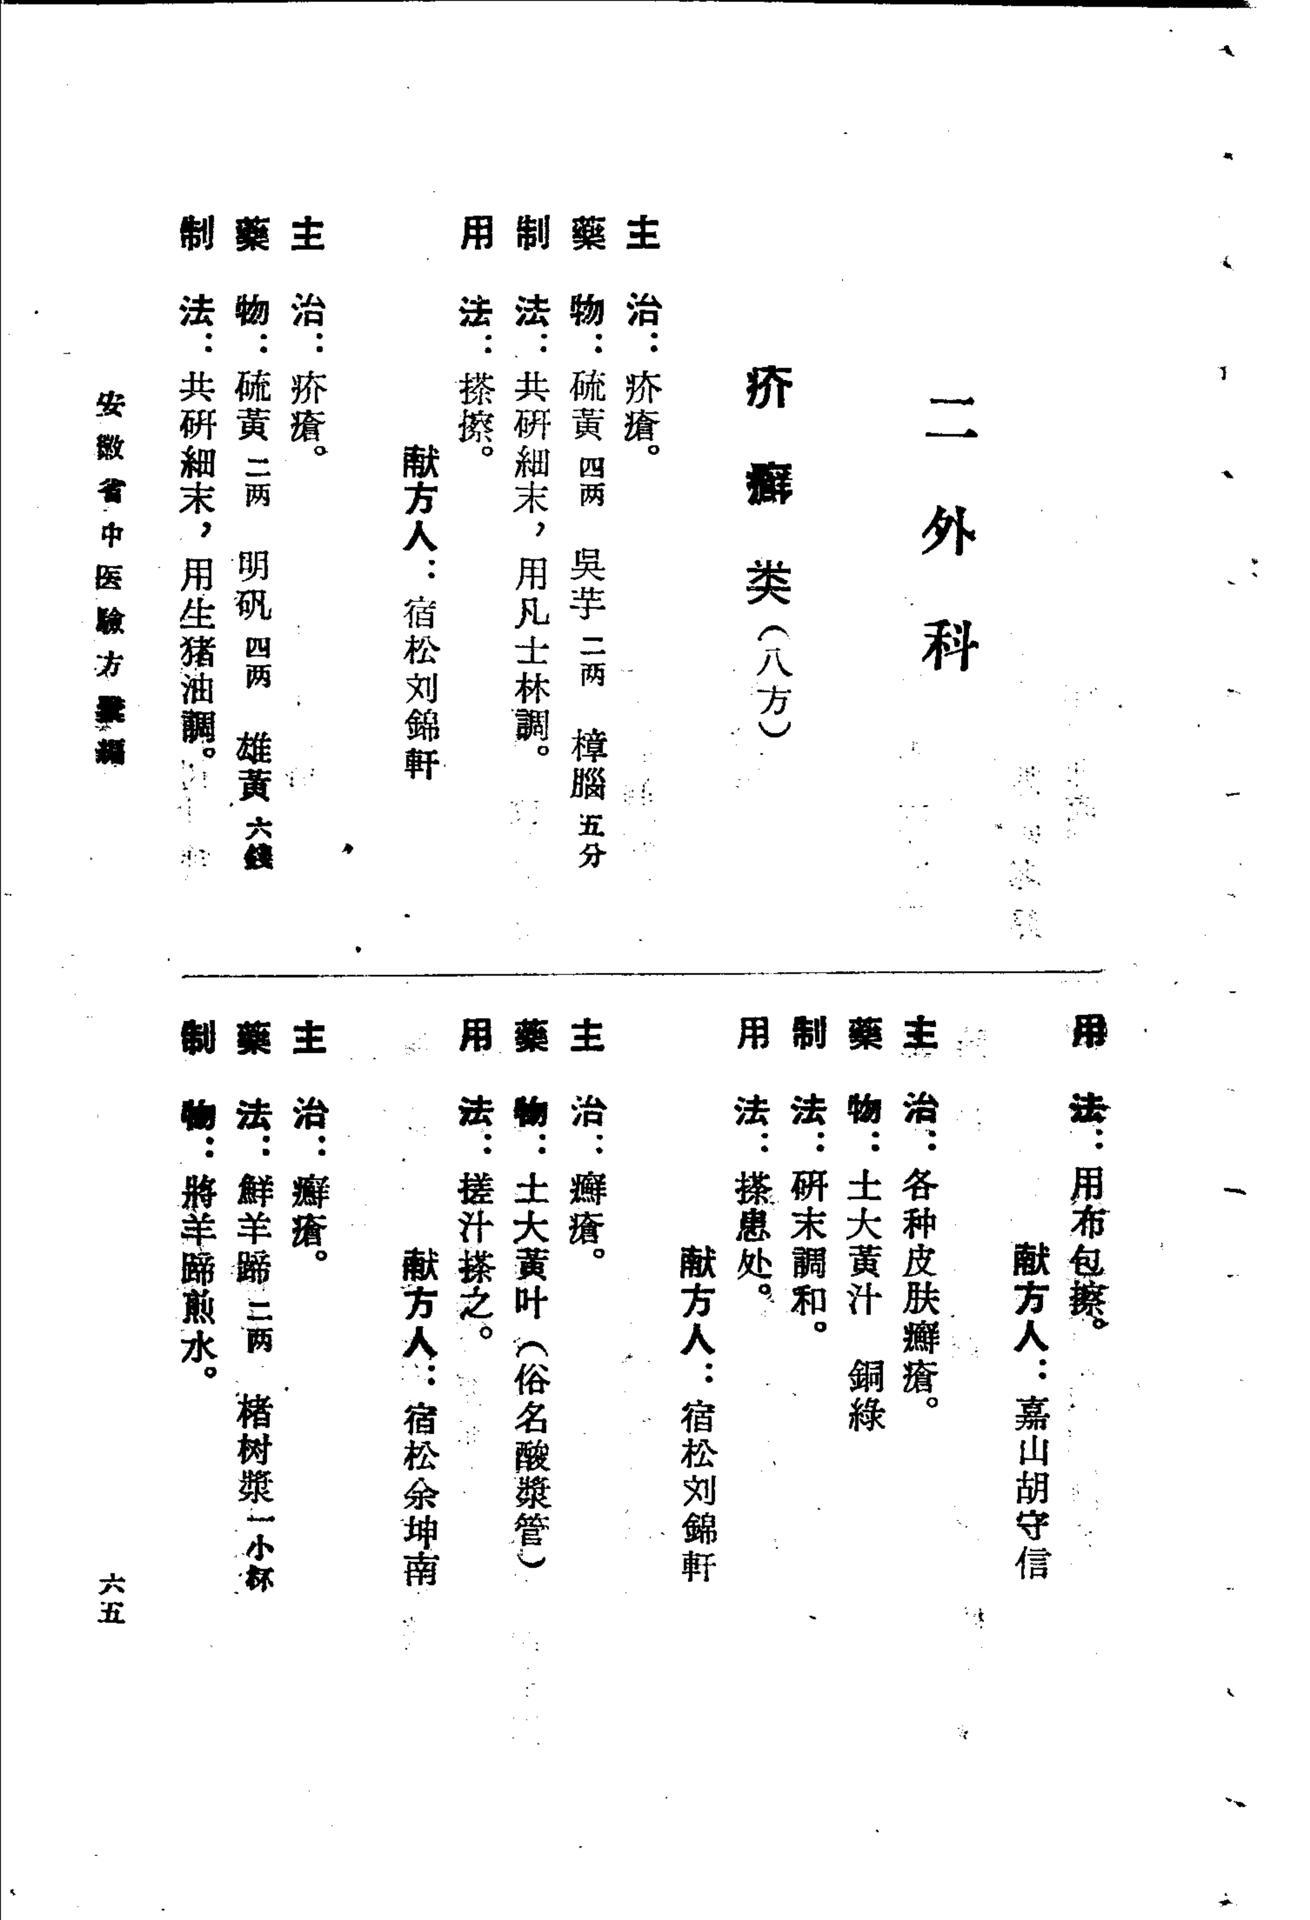 二外科
疥癬类(八方)
主治：疥瘡。
藥物：硫黃四两 吳芋二两 樟腦五分
制法：共研細末，用凡士林調。
用法：搽擦。
献方人：宿松刘錦軒
主治：疥瘡。
藥物：硫黃二两 明矾四两 雄黃六錢
制法：共研細末，用生猪油調。
用法：用布包擦。
献方人：嘉山胡守信
主治：各种皮肤癬瘡。
藥物：土大黃汁 銅綠
制法：研末調和。
用法：搽患处。
献方人：宿松刘錦軒
主治：癬瘡。
藥物：土大黃叶(俗名酸漿管)
用法：搓汁搽之。
献方人：宿松余坤南
主治：癬瘡。
藥法：鮮羊蹄二两 楮树漿一小杯
制物：將羊蹄煎水。
安徽省中医驗方彙編
六五